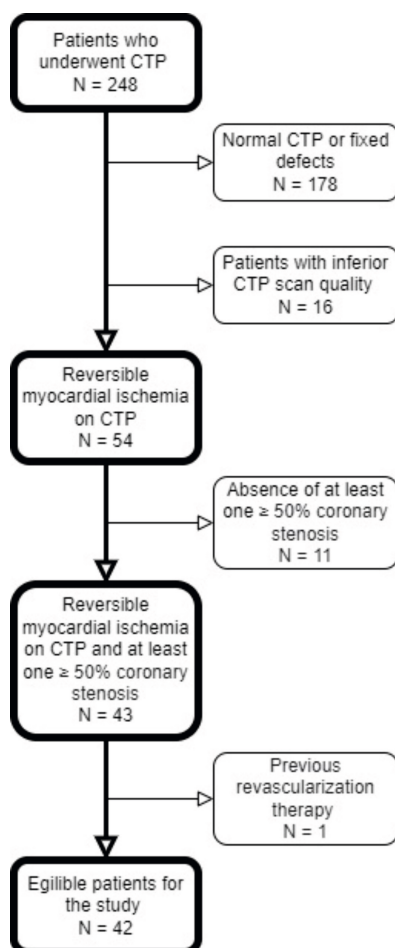 Patients who
underwent CTP
N = 248
Normal CTP or fixed
defects
N = 178
Patients with inferior
CTP scan quality
N = 16
Reversible
myocardial ischemia
on CTP
N = 54
Absence of at least
one ≥ 50% coronary
stenosis
N = 11
Reversible
myocardial ischemia
on CTP and at least
one ≥ 50% coronary
stenosis
N = 43
Previous
revascularization
therapy
N = 1
Egilible patients for
the study
N = 42